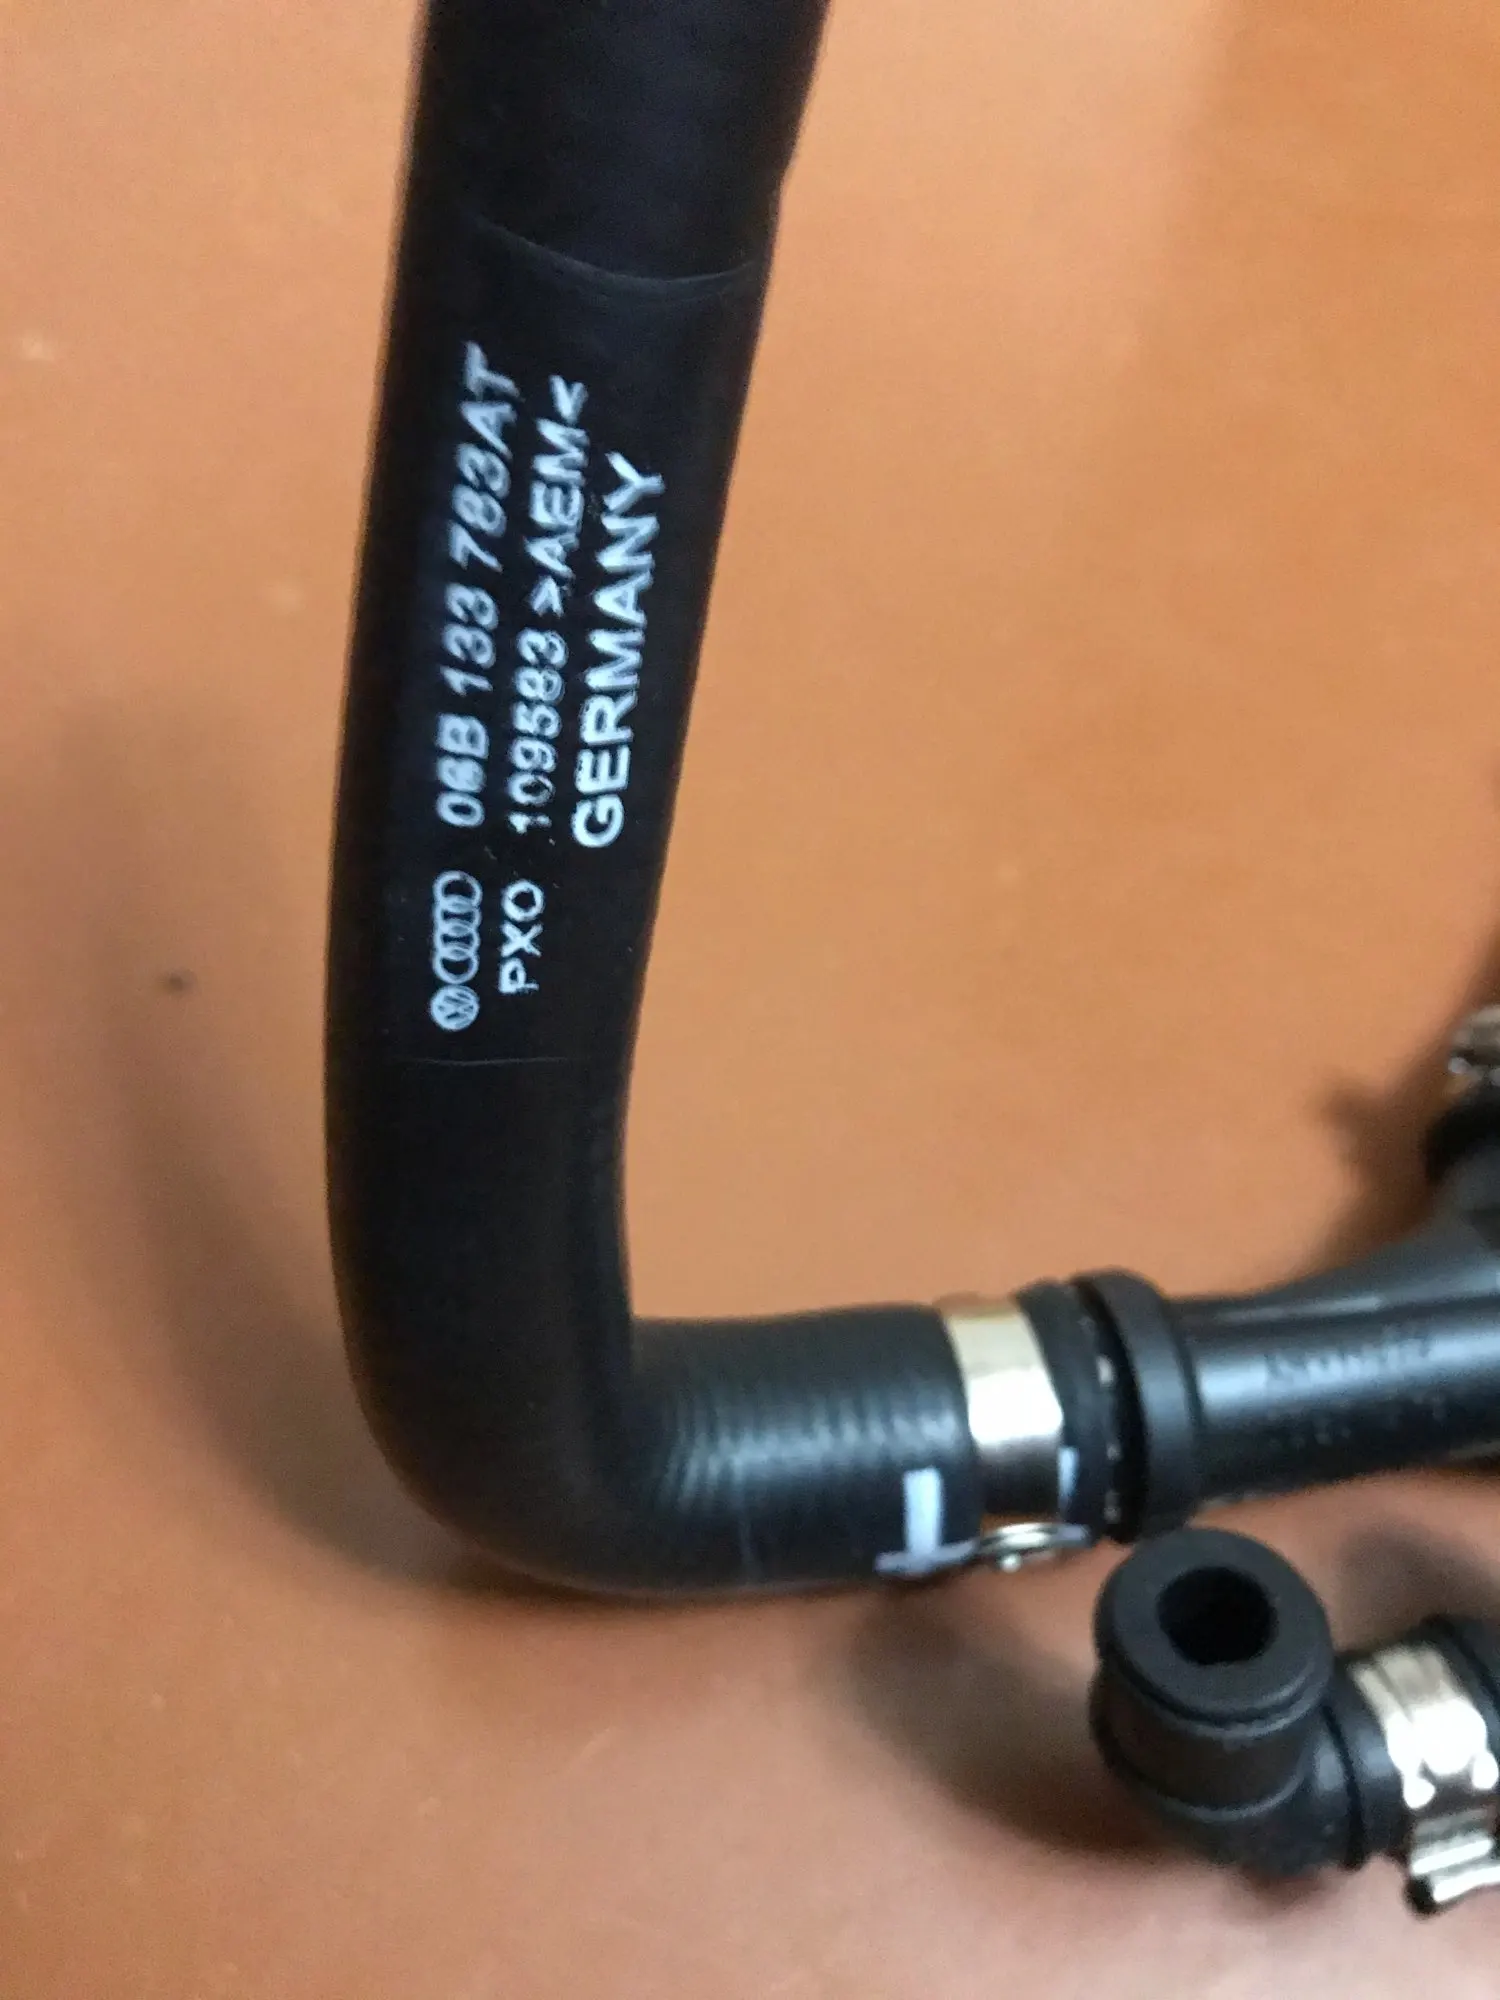 06B 133 783AT
PXO 109583 >AEM<
GERMANY